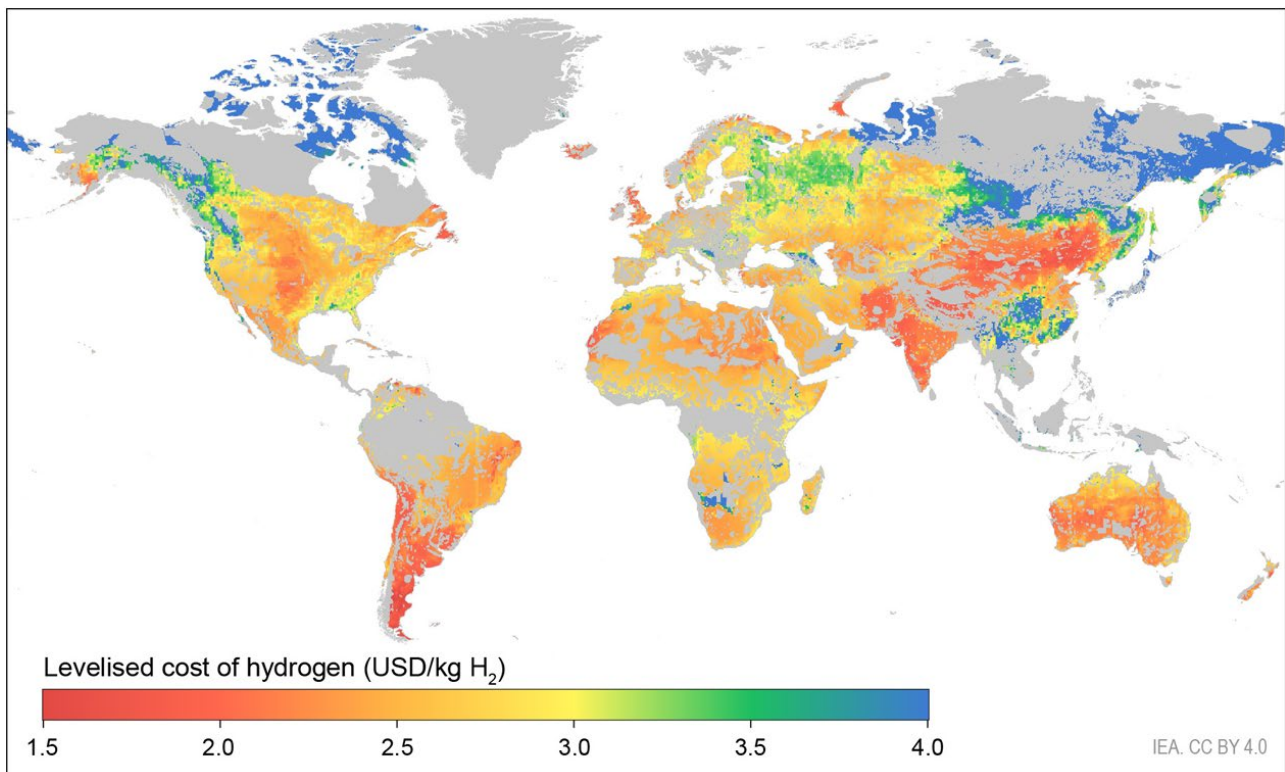 Levelised cost of hydrogen (USD/kg H₂)
1.5 2.0 2.5 3.0 3.5 4.0
IEA. CC BY 4.0